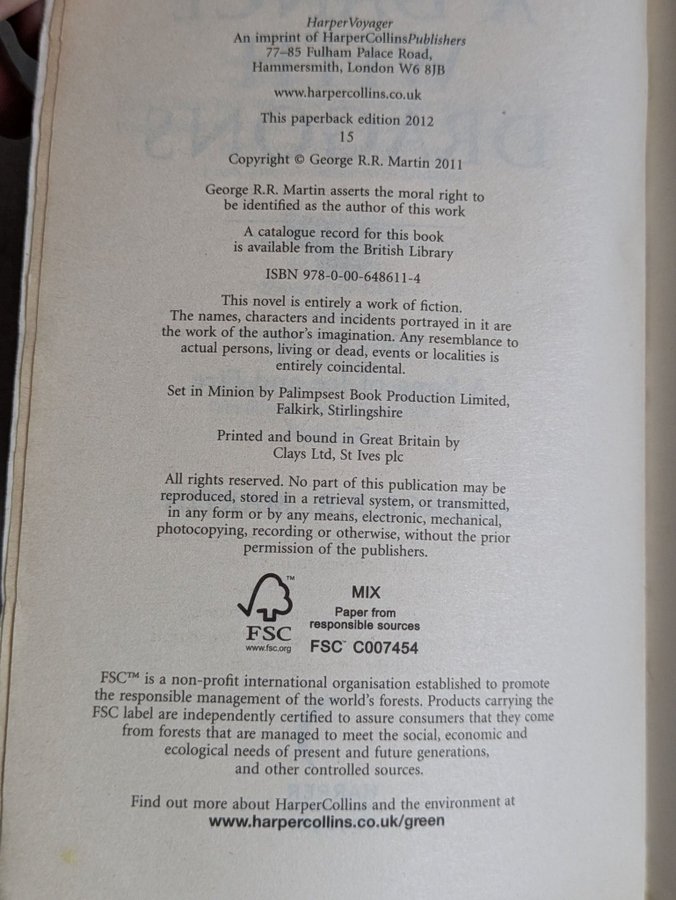 HarperVoyager
An imprint of HarperCollinsPublishers
77–85 Fulham Palace Road,
Hammersmith, London W6 8JB
www.harpercollins.co.uk
This paperback edition 2012
15
Copyright © George R.R. Martin 2011
George R.R. Martin asserts the moral right to
be identified as the author of this work
A catalogue record for this book
is available from the British Library
ISBN 978-0-00-648611-4
This novel is entirely a work of fiction.
The names, characters and incidents portrayed in it are
the work of the author's imagination. Any resemblance to
actual persons, living or dead, events or localities is
entirely coincidental.
Set in Minion by Palimpsest Book Production Limited,
Falkirk, Stirlingshire
Printed and bound in Great Britain by
Clays Ltd, St Ives plc
All rights reserved. No part of this publication may be
reproduced, stored in a retrieval system, or transmitted,
in any form or by any means, electronic, mechanical,
photocopying, recording or otherwise, without the prior
permission of the publishers.
™
FSC
www.fsc.org
MIX
Paper from
responsible sources
FSC™ C007454
FSC™ is a non-profit international organisation established to promote
the responsible management of the world's forests. Products carrying the
FSC label are independently certified to assure consumers that they come
from forests that are managed to meet the social, economic and
ecological needs of present and future generations,
and other controlled sources.
Find out more about HarperCollins and the environment at
www.harpercollins.co.uk/green